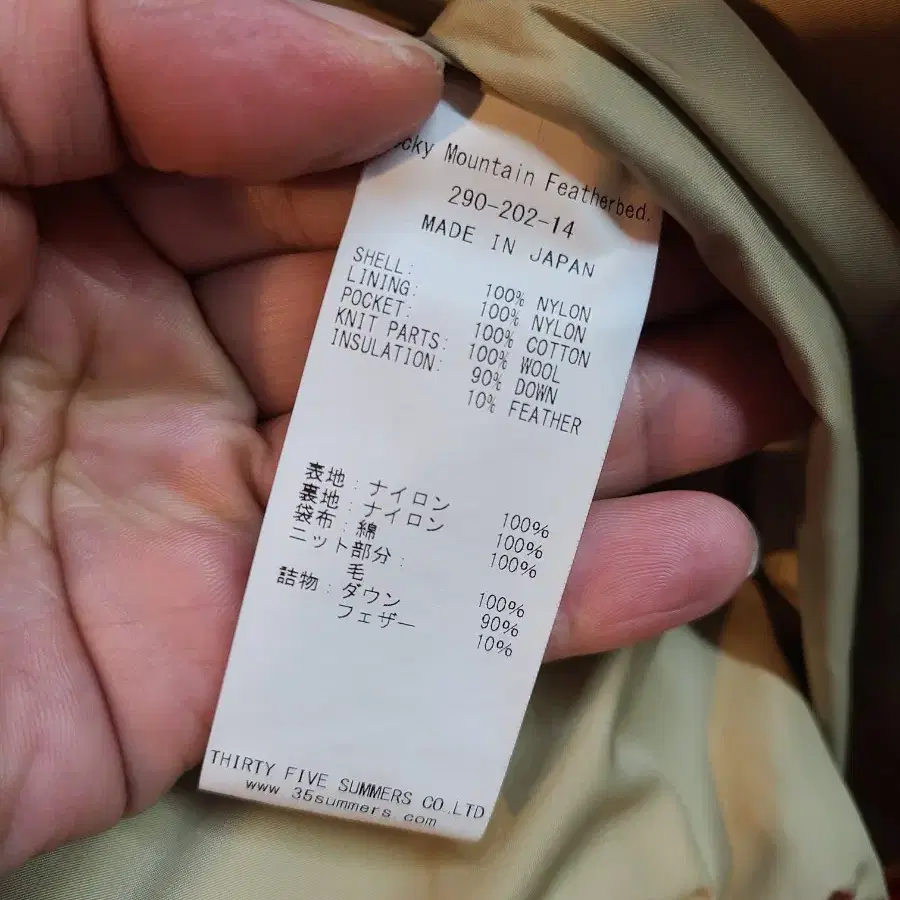 cky Mountain Featherbed.
290-202-14
MADE IN JAPAN
SHELL: 100% NYLON
LINING: 100% NYLON
POCKET: 100% COTTON
KNIT PARTS: 100% WOOL
INSULATION: 90% DOWN
10% FEATHER
表地：ナイロン 100%
裏地：ナイロン 100%
袋布：綿 100%
ニット部分：
毛 100%
詰物：ダウン 90%
フェザー 10%
THIRTY FIVE SUMMERS CO.,LTD
www.35summers.com